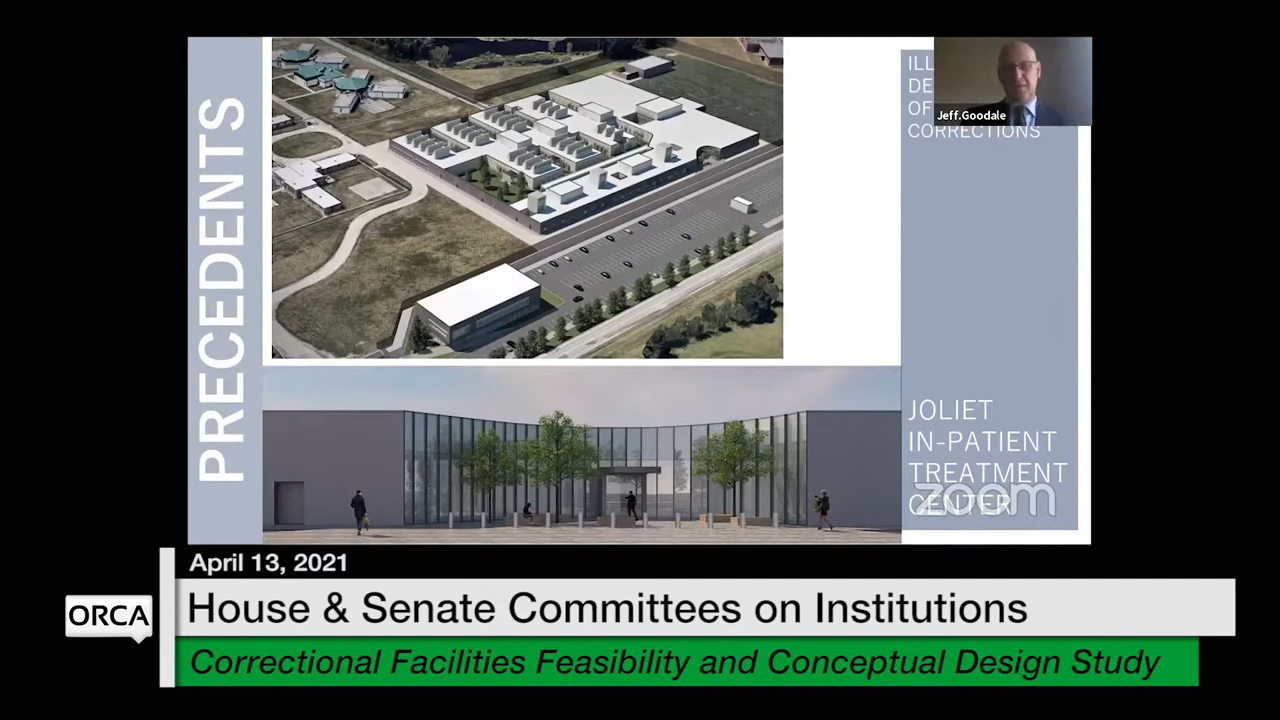 PRECEDENTS
ILL
DE
OF
CORRECTIONS
Jeff.Goodale
JOLIET
IN-PATIENT
TREATMENT
CENTER
zoom
April 13, 2021
ORCA
House & Senate Committees on Institutions
Correctional Facilities Feasibility and Conceptual Design Study